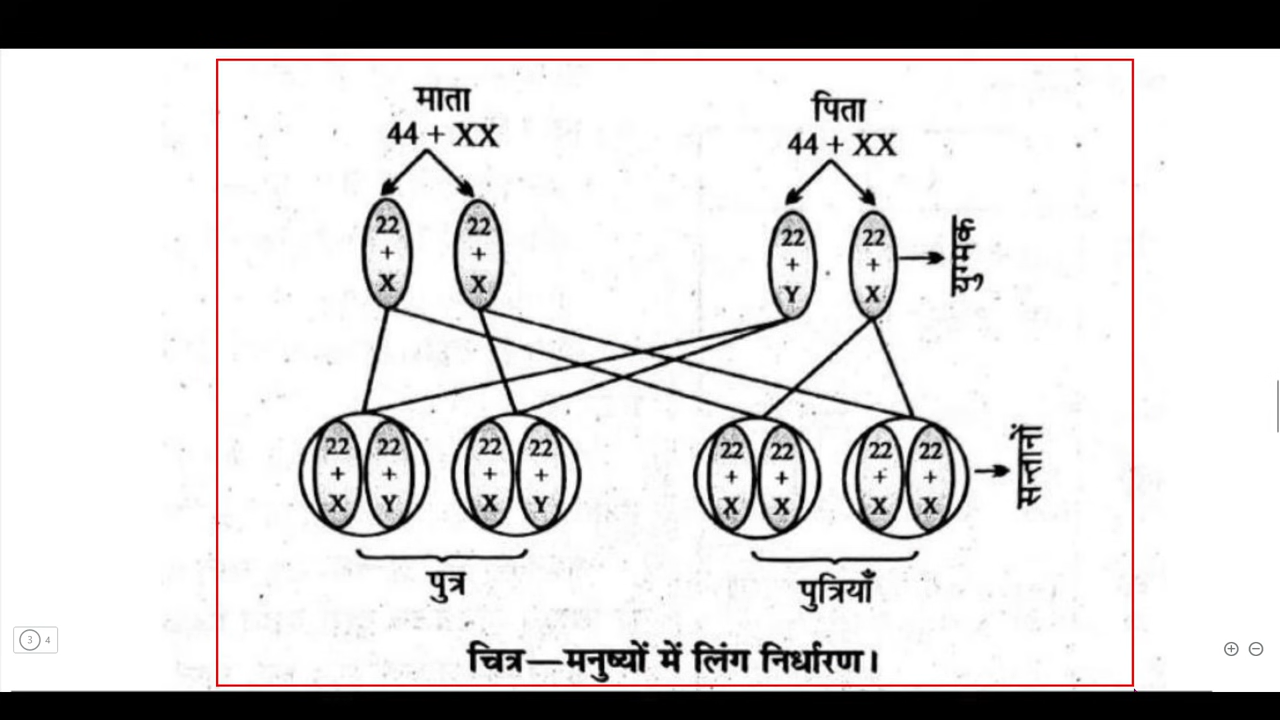 माता
44 + XX
पिता
44 + XX
22 + X
22 + X
22 + Y
22 + X
युग्मक
22 + X
22 + Y
22 + X
22 + Y
22 + X
22 + X
22 + X
22 + X
सन्तानों
पुत्र
पुत्रियाँ
चित्र—मनुष्यों में लिंग निर्धारण।
3 4